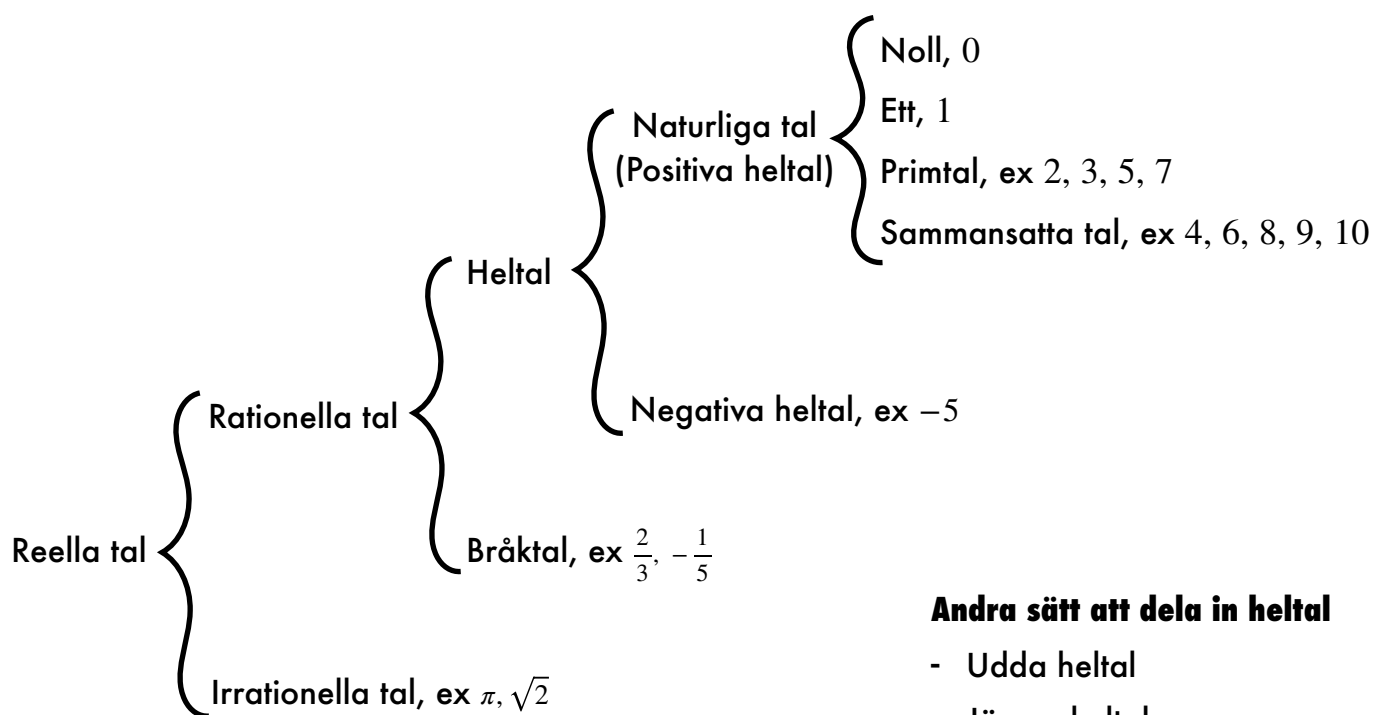 Noll, 0
Ett, 1
Naturliga tal
(Positiva heltal)
Primtal, ex 2, 3, 5, 7
Sammansatta tal, ex 4, 6, 8, 9, 10
Heltal
Negativa heltal, ex −5
Rationella tal
Reella tal
Bråktal, ex 2/3, − 1/5
Irrationella tal, ex π, √2
Andra sätt att dela in heltal
- Udda heltal